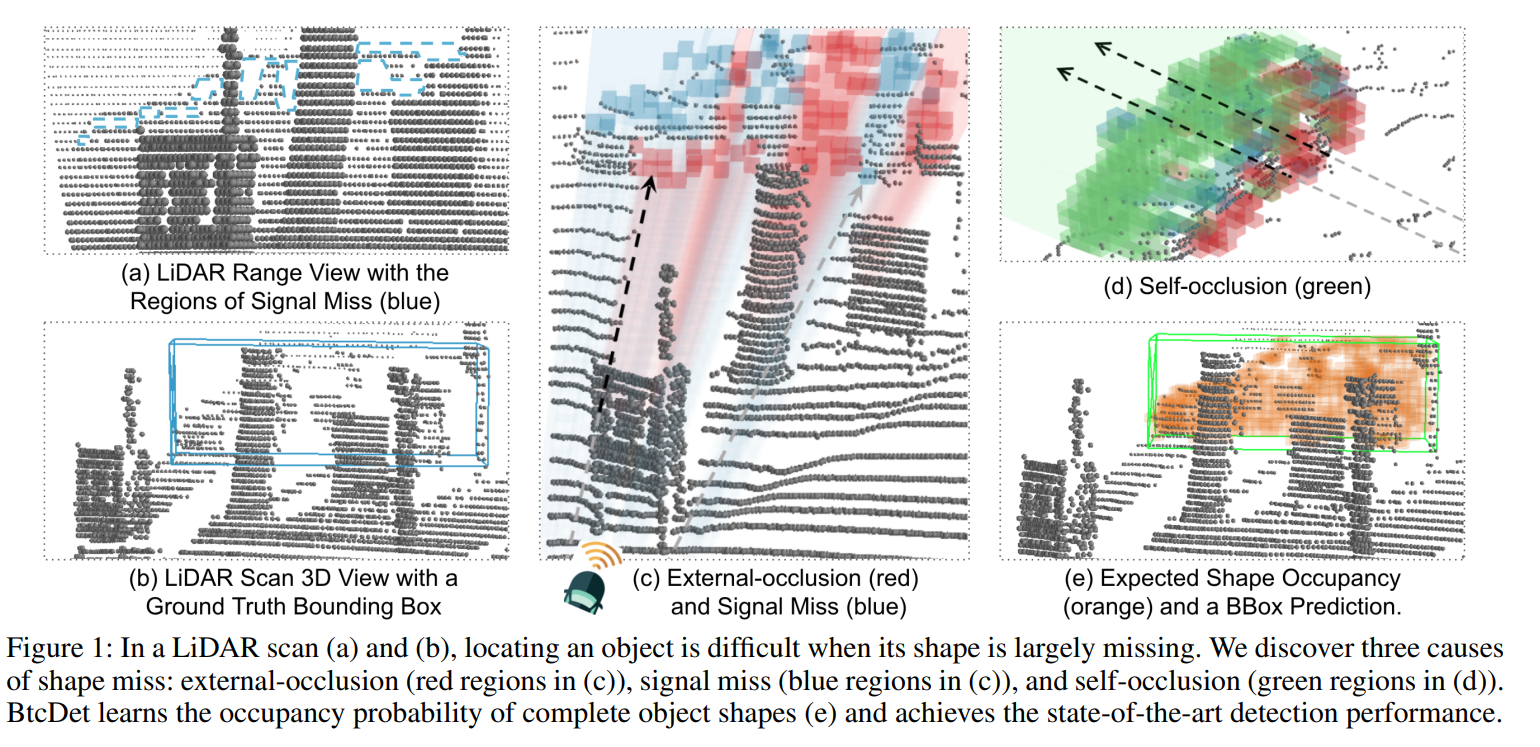 (a) LiDAR Range View with the
Regions of Signal Miss (blue)
(b) LiDAR Scan 3D View with a
Ground Truth Bounding Box
(c) External-occlusion (red)
and Signal Miss (blue)
(d) Self-occlusion (green)
(e) Expected Shape Occupancy
(orange) and a BBox Prediction.
Figure 1: In a LiDAR scan (a) and (b), locating an object is difficult when its shape is largely missing. We discover three causes
of shape miss: external-occlusion (red regions in (c)), signal miss (blue regions in (c)), and self-occlusion (green regions in (d)).
BtcDet learns the occupancy probability of complete object shapes (e) and achieves the state-of-the-art detection performance.